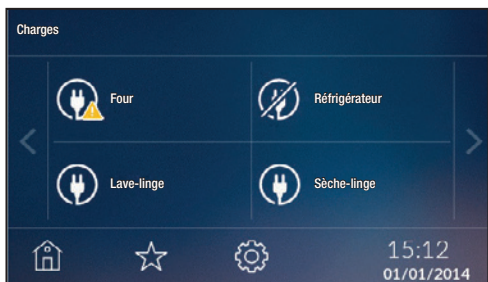 Charges
Four
Réfrigérateur
Lave-linge
Sèche-linge
15:12
01/01/2014